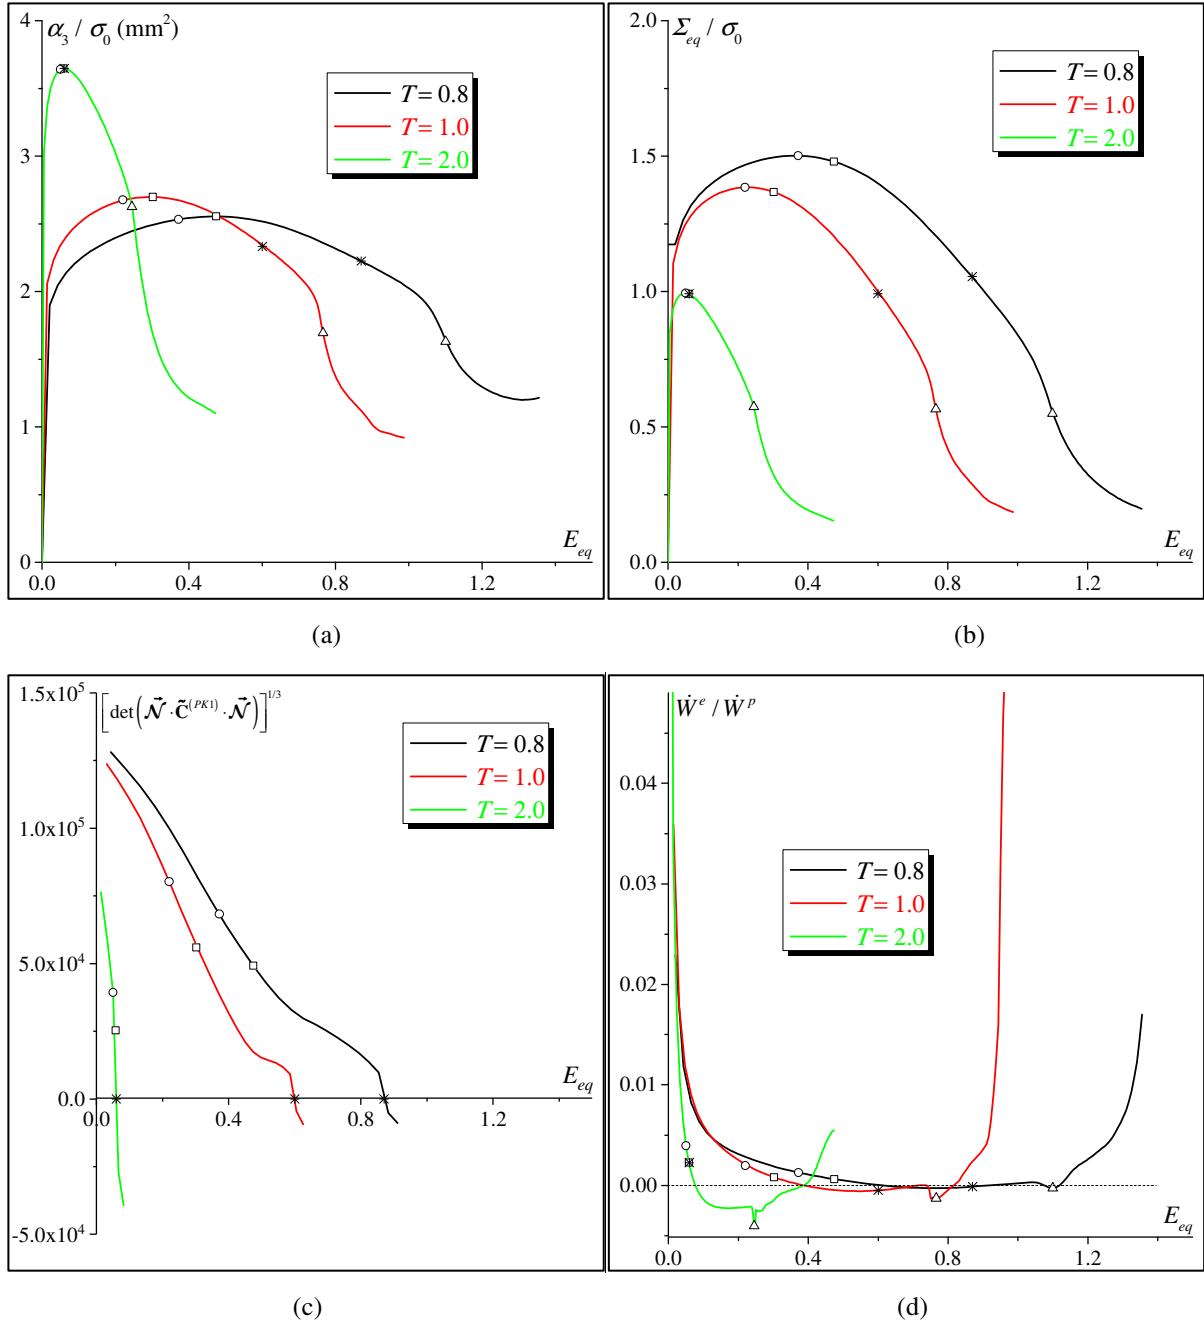 4
α₃ / σ₀ (mm²)
T = 0.8
T = 1.0
T = 2.0
3
2
1
E_eq
0
0.0 0.4 0.8 1.2
(a)
2.0
Σ_eq / σ₀
T = 0.8
T = 1.0
T = 2.0
1.5
1.0
0.5
E_eq
0.0
0.0 0.4 0.8 1.2
(b)
1.5x10⁵
[det(𝓝⃗ · C̃^(PK1) · 𝓝⃗)]^1/3
T = 0.8
T = 1.0
T = 2.0
1.0x10⁵
5.0x10⁴
E_eq
0.0
0.0 0.4 0.8 1.2
-5.0x10⁴
(c)
Ẇᵉ / Ẇᵖ
0.04
T = 0.8
T = 1.0
T = 2.0
0.03
0.02
0.01
0.00
E_eq
0.0 0.4 0.8 1.2
(d)